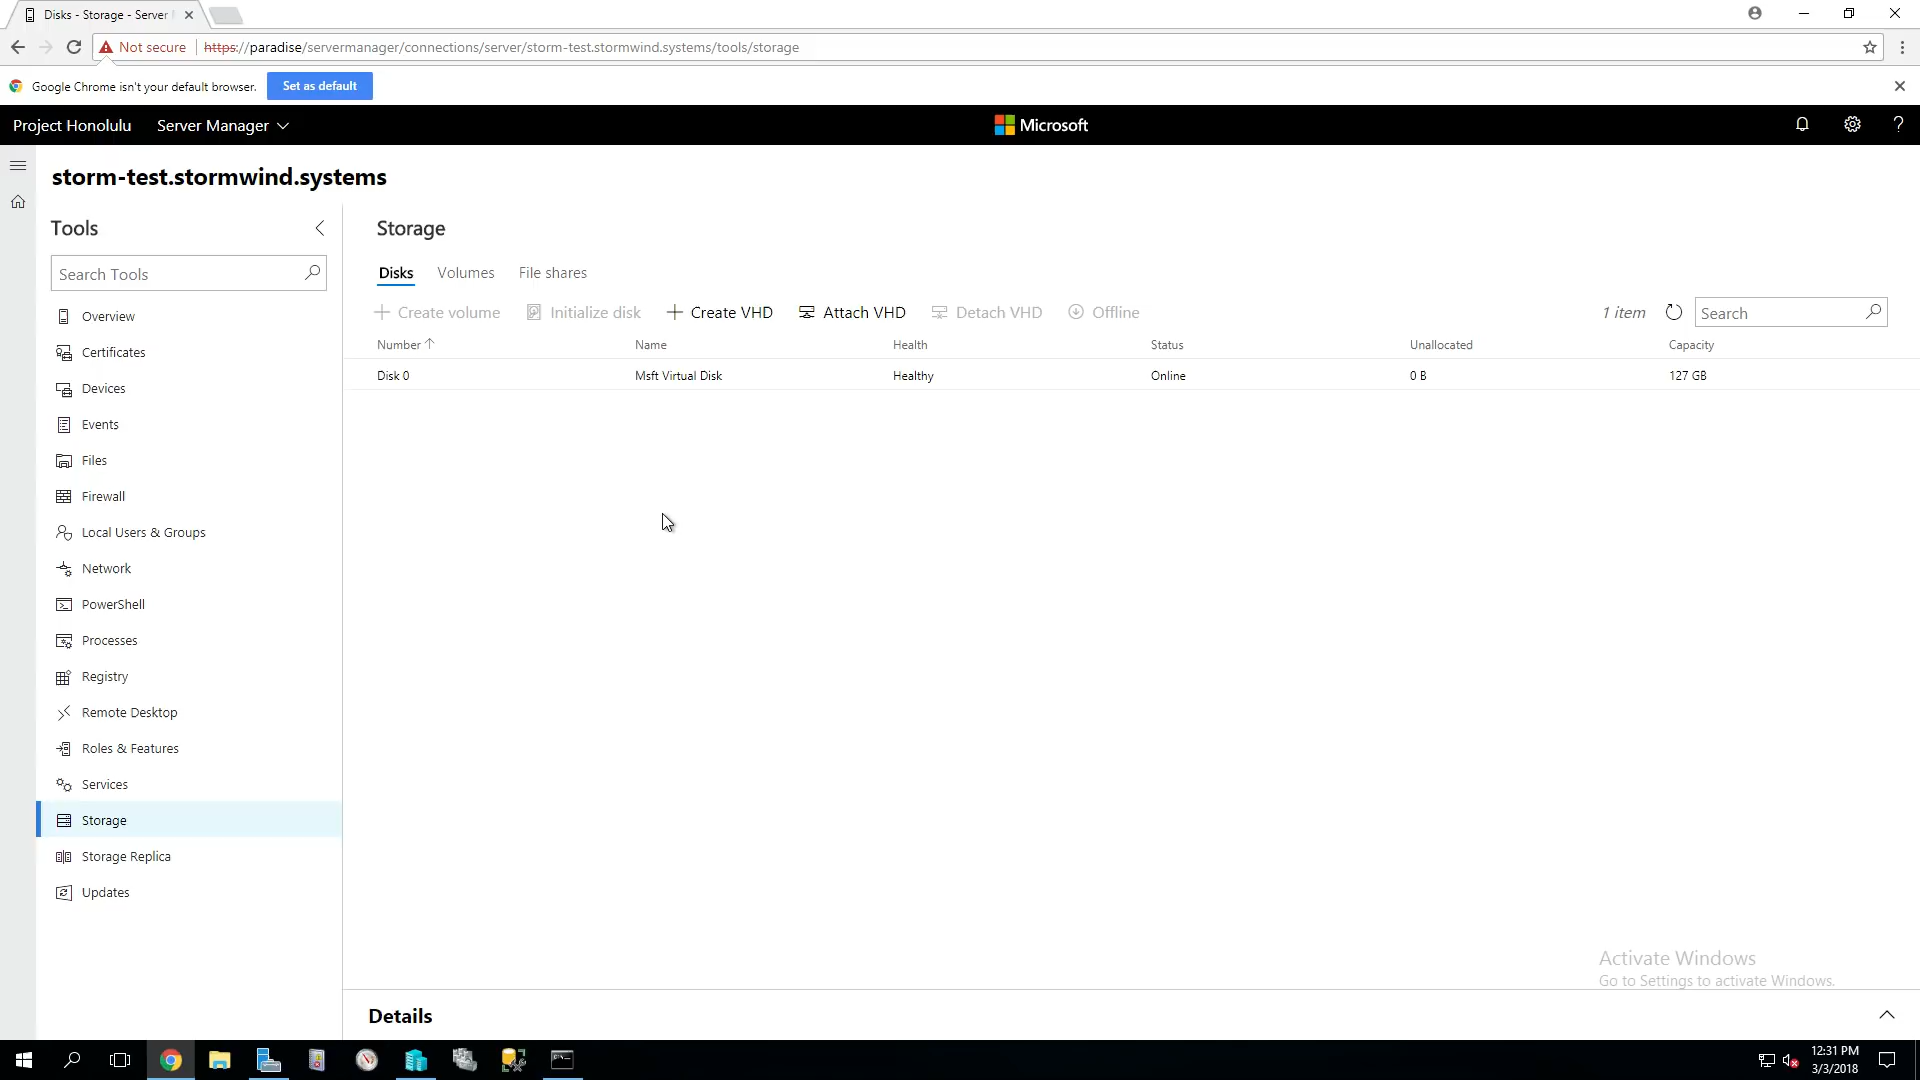 Disks - Storage - Server
Not secure | https://paradise/servermanager/connections/server/storm-test.stormwind.systems/tools/storage
Google Chrome isn't your default browser. Set as default
Project Honolulu Server Manager Microsoft ?
storm-test.stormwind.systems
Tools
Search Tools
Overview
Certificates
Devices
Events
Files
Firewall
Local Users & Groups
Network
PowerShell
Processes
Registry
Remote Desktop
Roles & Features
Services
Storage
Storage Replica
Updates
Storage
Disks Volumes File shares
Create volume Initialize disk Create VHD Attach VHD Detach VHD Offline 1 item Search
Number Name Health Status Unallocated Capacity
Disk 0 Msft Virtual Disk Healthy Online 0 B 127 GB
Activate Windows
Go to Settings to activate Windows.
Details
12:31 PM
3/3/2018